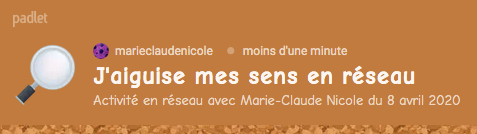 padlet
marieclaudenicole moins d'une minute
J'aiguise mes sens en réseau
Activité en réseau avec Marie-Claude Nicole du 8 avril 2020